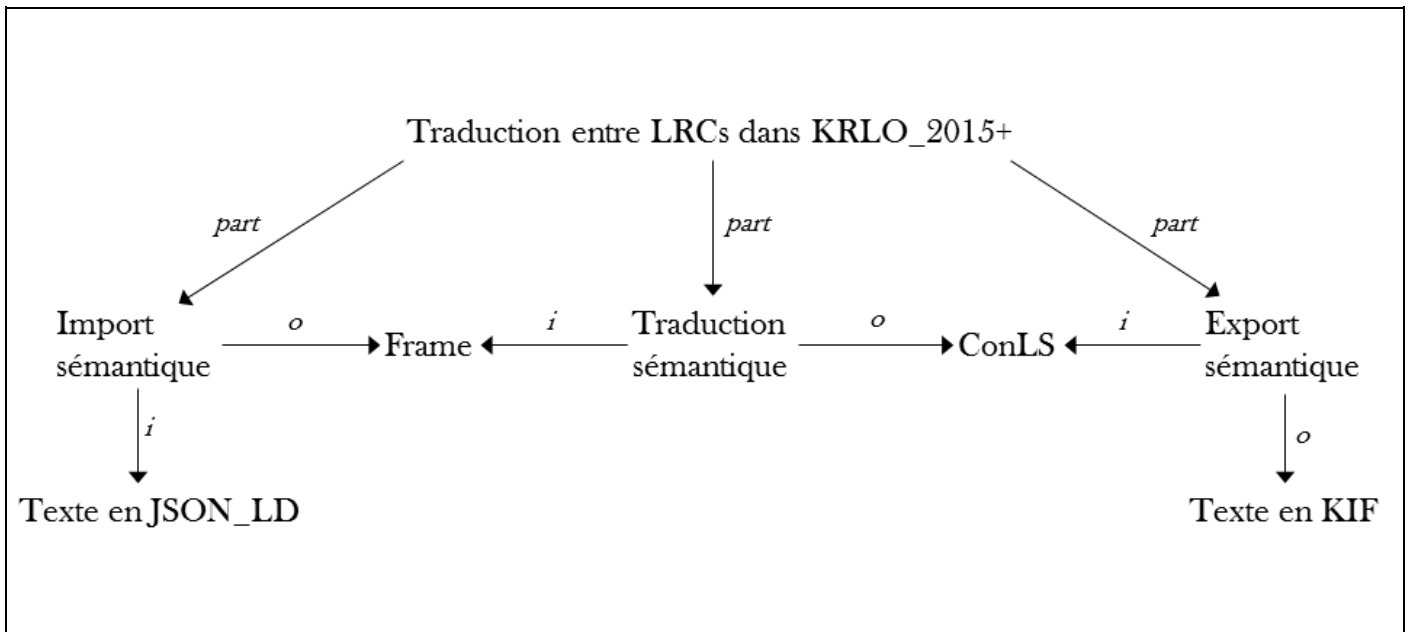 Traduction entre LRCs dans KRLO_2015+
part
part
part
Import
sémantique
o
Frame
i
Traduction
sémantique
o
ConLS
i
Export
sémantique
i
o
Texte en JSON_LD
Texte en KIF